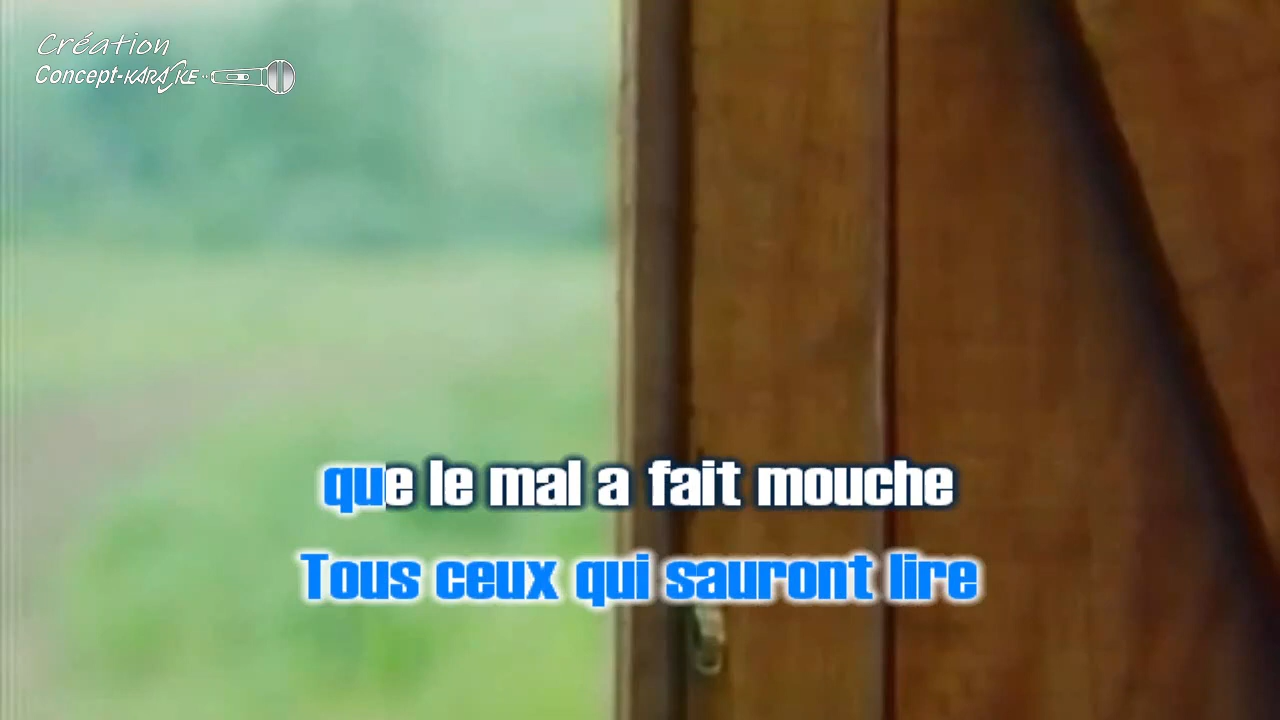 Création
Concept-KARAOKE
que le mal a fait mouche
Tous ceux qui sauront lire